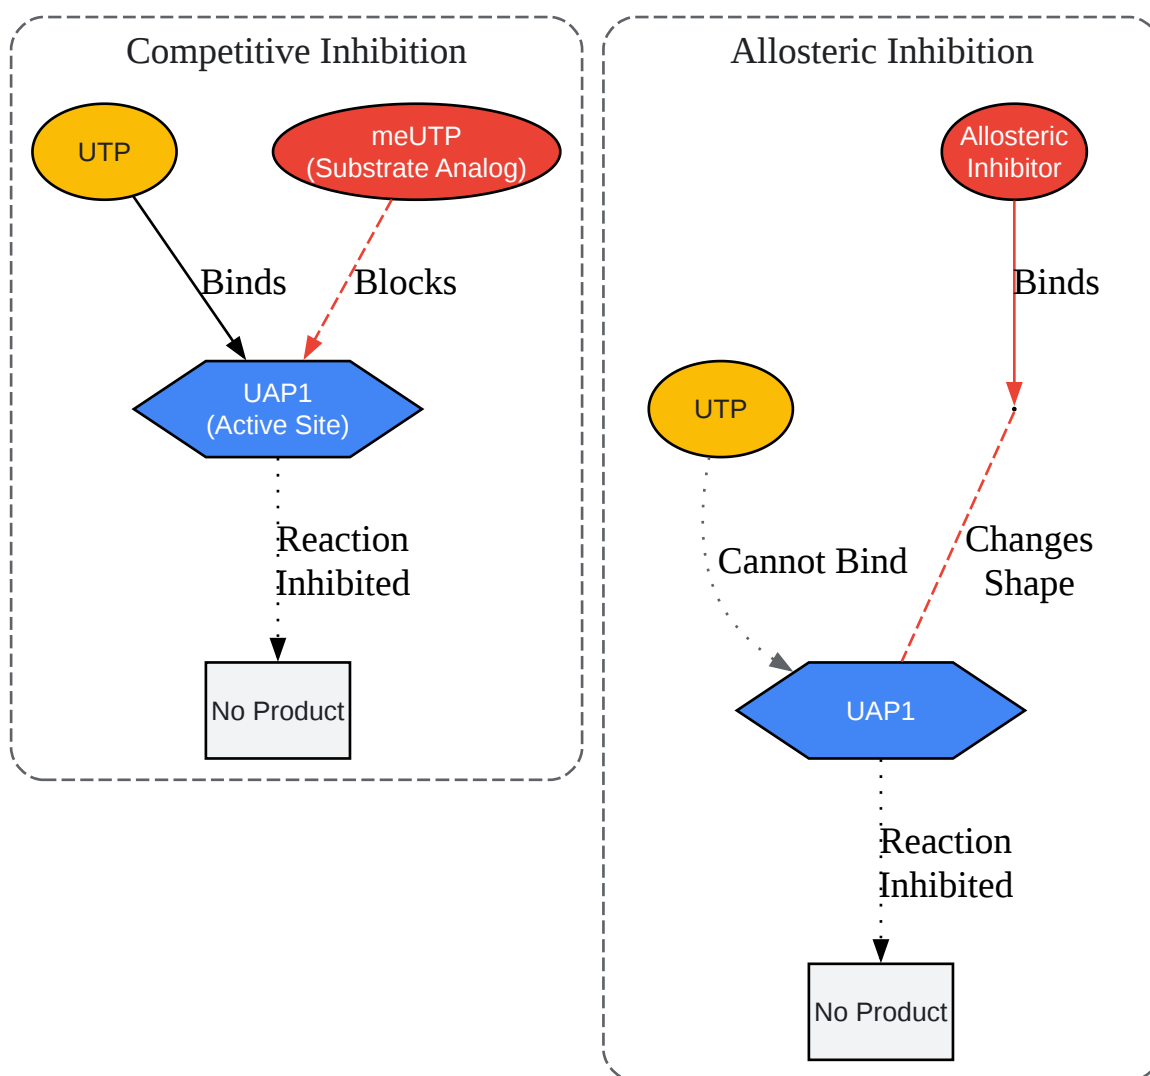 Competitive Inhibition
UTP
meUTP
(Substrate Analog)
Binds
Blocks
UAP1
(Active Site)
Reaction
Inhibited
No Product
Allosteric Inhibition
Allosteric
Inhibitor
Binds
UTP
Cannot Bind
Changes
Shape
UAP1
Reaction
Inhibited
No Product